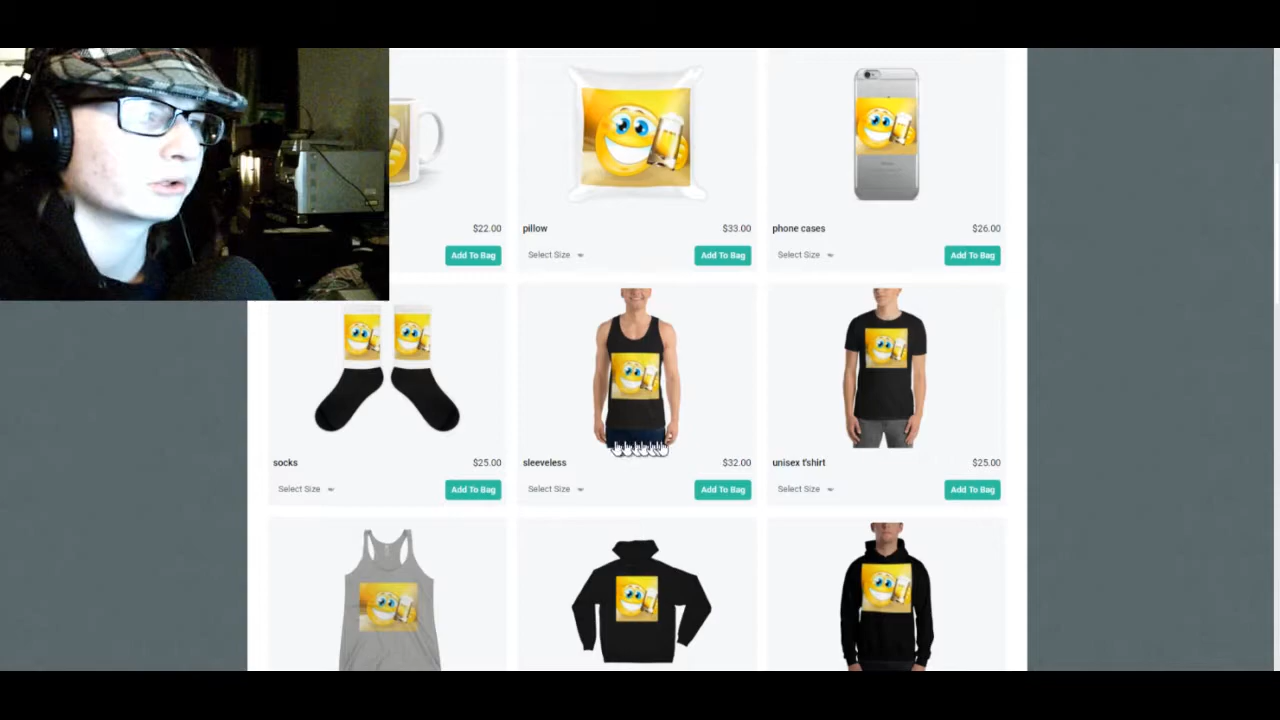 $22.00
pillow $33.00
phone cases $26.00
Add To Bag
Select Size Add To Bag
Select Size Add To Bag
socks $25.00
sleeveless $32.00
unisex t'shirt $25.00
Select Size Add To Bag
Select Size Add To Bag
Select Size Add To Bag